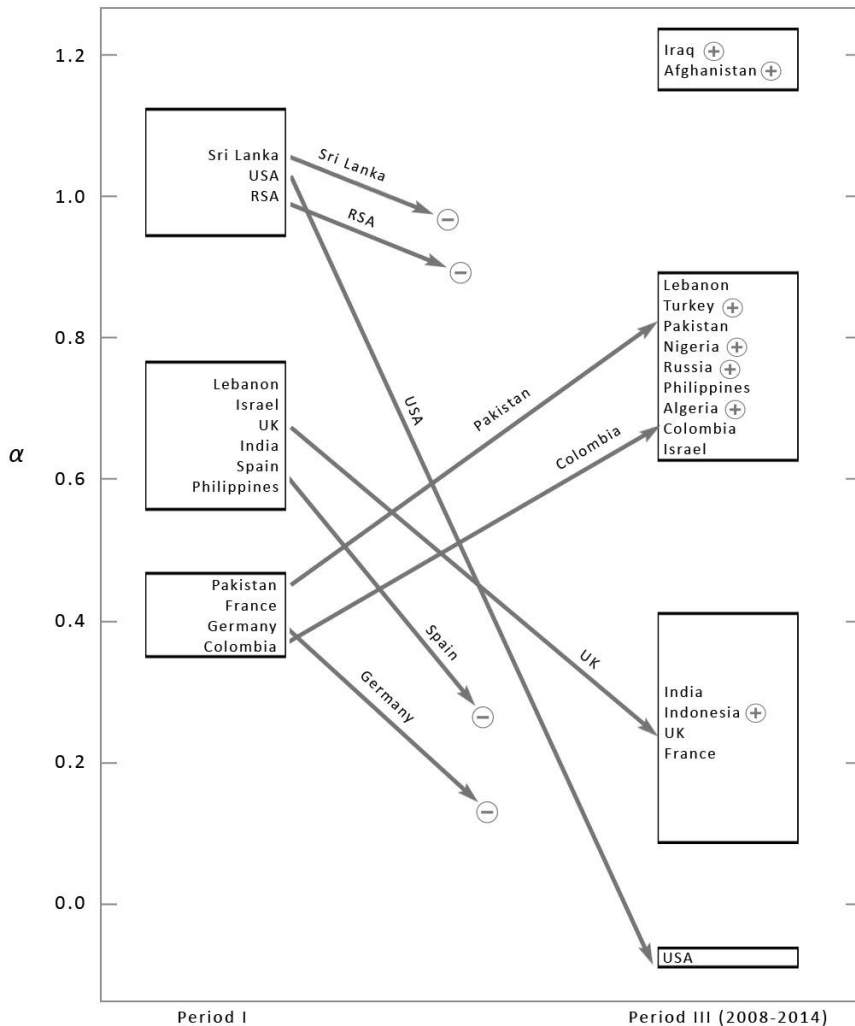 1.2
1.0
0.8
0.6
0.4
0.2
0.0
α
Sri Lanka
USA
RSA
Lebanon
Israel
UK
India
Spain
Philippines
Pakistan
France
Germany
Colombia
Sri Lanka
RSA
USA
Pakistan
Colombia
UK
Spain
Germany
Iraq +
Afghanistan +
Lebanon
Turkey +
Pakistan
Nigeria +
Russia +
Philippines
Algeria +
Colombia
Israel
India
Indonesia +
UK
France
USA
Period I
Period III (2008-2014)